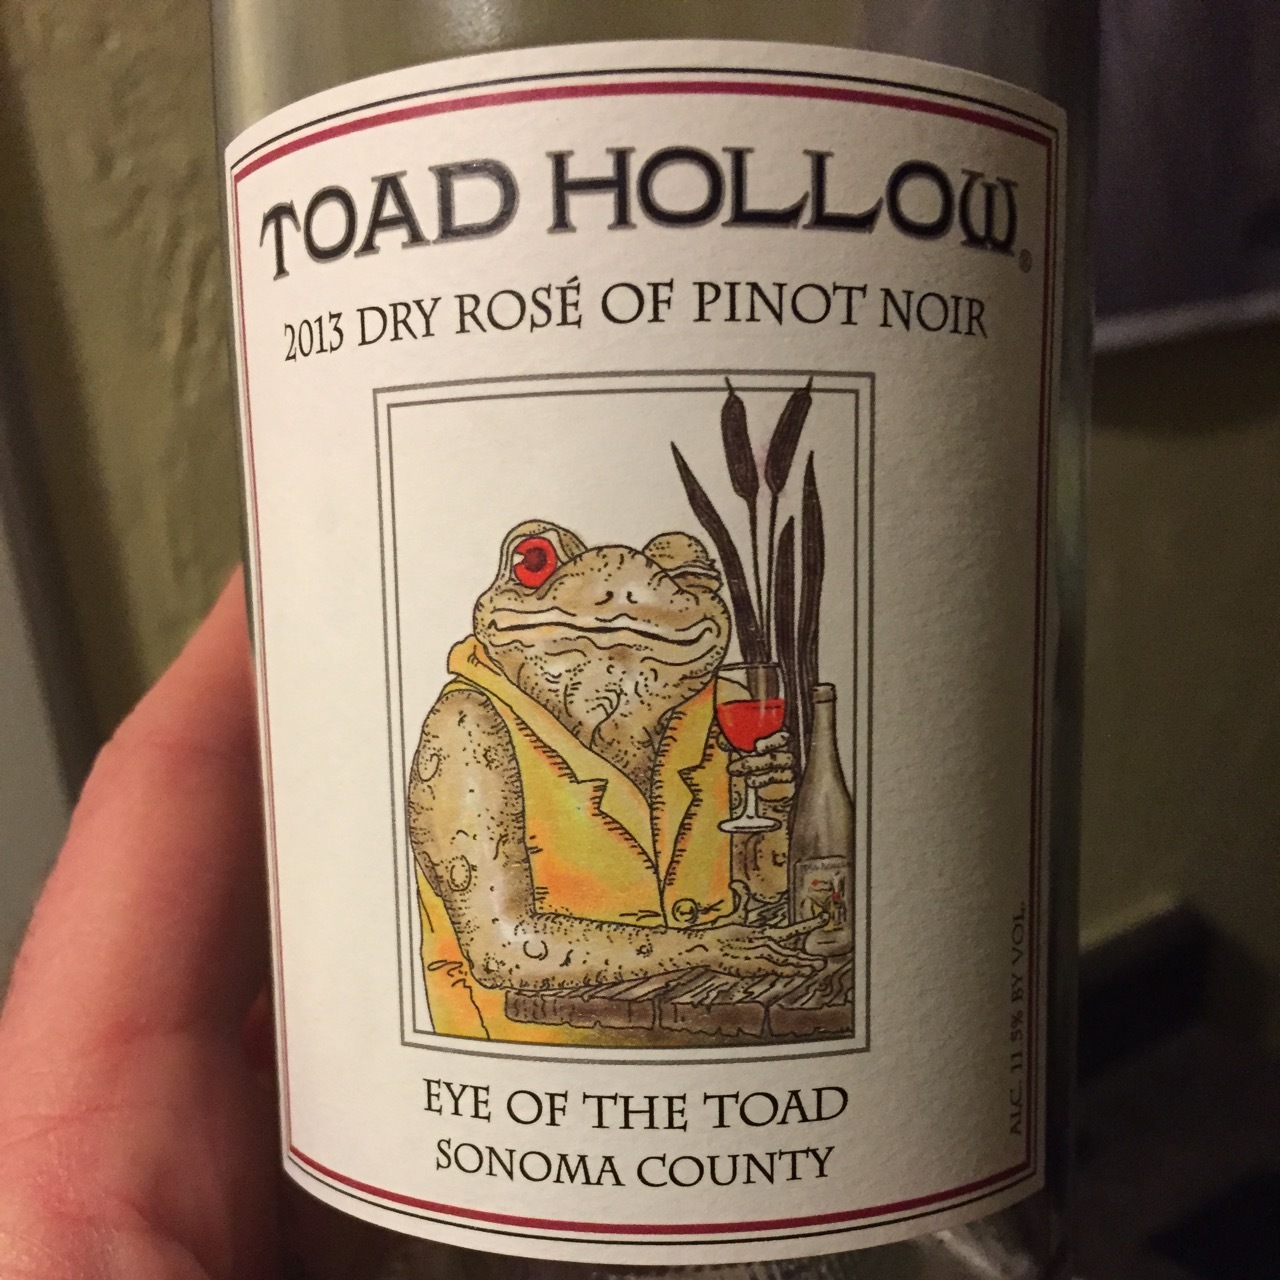 TOAD HOLLOW®
2013 DRY ROSÉ OF PINOT NOIR
EYE OF THE TOAD
SONOMA COUNTY
ALC. 11.5% BY VOL.